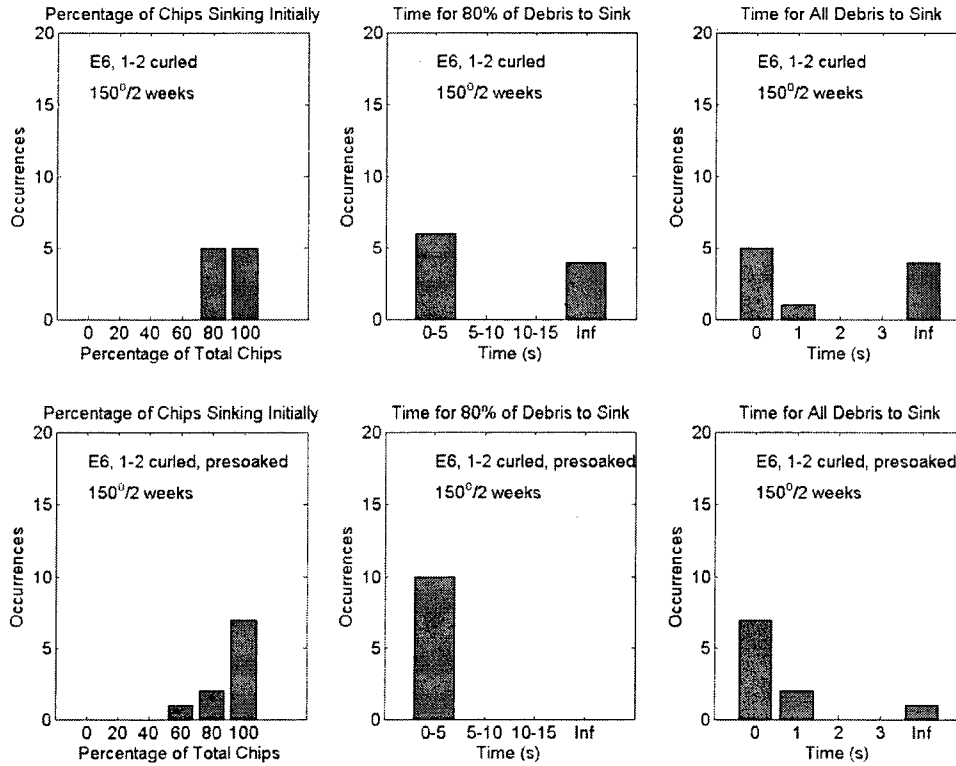 Percentage of Chips Sinking Initially
20
15
10
5
0
Occurrences
E6, 1-2 curled
150⁰/2 weeks
0 20 40 60 80 100
Percentage of Total Chips
Time for 80% of Debris to Sink
20
15
10
5
0
Occurrences
E6, 1-2 curled
150⁰/2 weeks
0-5 5-10 10-15 Inf
Time (s)
Time for All Debris to Sink
20
15
10
5
0
Occurrences
E6, 1-2 curled
150⁰/2 weeks
0 1 2 3 Inf
Time (s)
Percentage of Chips Sinking Initially
20
15
10
5
0
Occurrences
E6, 1-2 curled, presoaked
150⁰/2 weeks
0 20 40 60 80 100
Percentage of Total Chips
Time for 80% of Debris to Sink
20
15
10
5
0
Occurrences
E6, 1-2 curled, presoaked
150⁰/2 weeks
0-5 5-10 10-15 Inf
Time (s)
Time for All Debris to Sink
20
15
10
5
0
Occurrences
E6, 1-2 curled, presoaked
150⁰/2 weeks
0 1 2 3 Inf
Time (s)